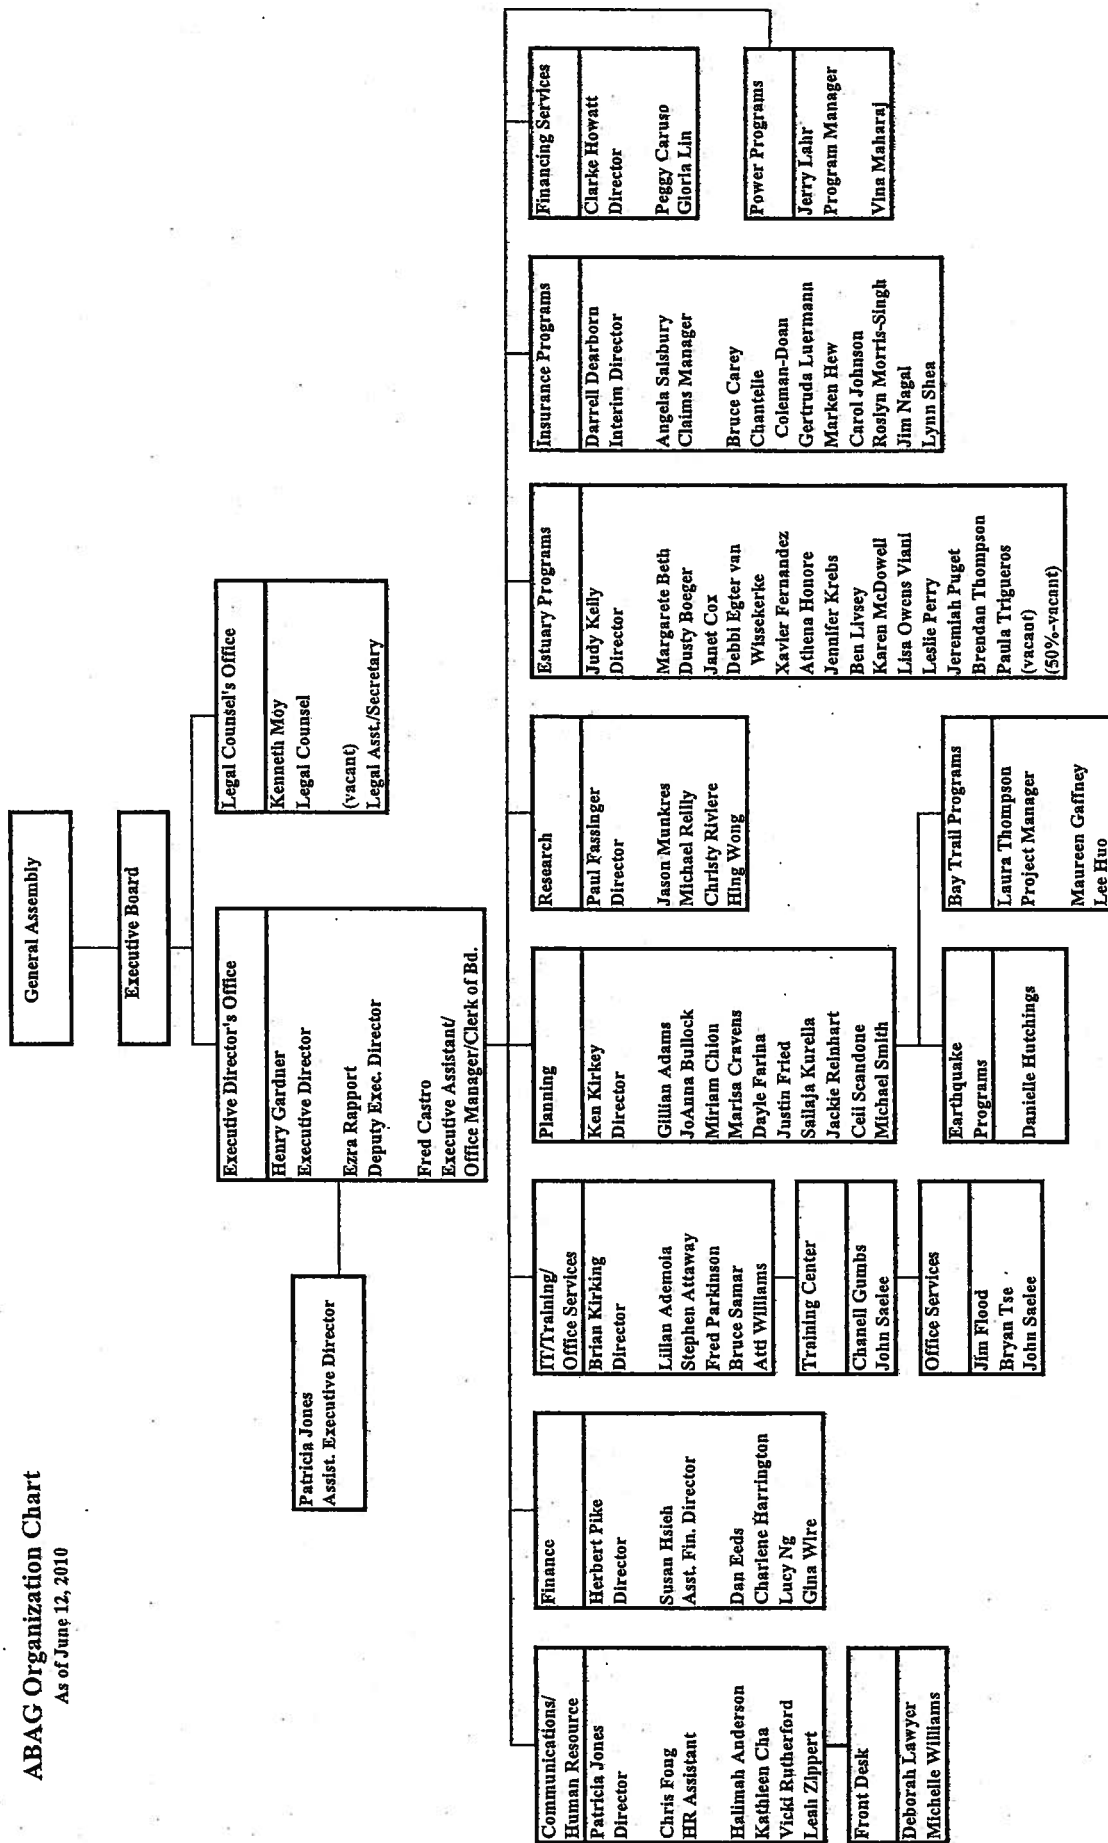 ABAG Organization Chart
As of June 12, 2010
General Assembly
Executive Board
Executive Director's Office
Henry Gardner
Executive Director
Ezra Rapport
Deputy Exec. Director
Fred Castro
Executive Assistant/
Office Manager/Clerk of Bd.
Legal Counsel's Office
Kenneth Moy
Legal Counsel
(vacant)
Legal Asst./Secretary
Patricia Jones
Assist. Executive Director
Communications/
Human Resource
Patricia Jones
Director
Chris Fong
HR Assistant
Halimah Anderson
Kathleen Cha
Vicki Rutherford
Leah Zippert
Front Desk
Deborah Lawyer
Michelle Williams
Finance
Herbert Pike
Director
Susan Hsieh
Asst. Fin. Director
Dan Eeds
Charlene Harrington
Lucy Ng
Gina Wire
IT/Training/
Office Services
Brian Kirking
Director
Lilian Ademola
Stephen Attaway
Fred Parkinson
Bruce Samar
Atti Williams
Training Center
Chanell Gumbs
John Saelee
Office Services
Jim Flood
Bryan Tse
John Saelee
Planning
Ken Kirkey
Director
Gillian Adams
JoAnna Bullock
Miriam Chion
Marisa Cravens
Dayle Farina
Justin Fried
Sailaja Kurella
Jackie Reinhart
Ceil Scandone
Michael Smith
Earthquake
Programs
Danielle Hutchings
Bay Trail Programs
Laura Thompson
Project Manager
Maureen Gaffney
Lee Huo
Research
Paul Fassinger
Director
Jason Munkres
Michael Reilly
Christy Riviere
Hing Wong
Estuary Programs
Judy Kelly
Director
Margarete Beth
Dusty Boeger
Janet Cox
Debbi Egter van
Wissekerke
Xavier Fernandez
Athena Honore
Jennifer Krebs
Ben Livsey
Karen McDowell
Lisa Owens Viani
Leslie Perry
Jeremiah Puget
Brendan Thompson
Paula Trigueros
(vacant)
(50%-vacant)
Insurance Programs
Darrell Dearborn
Interim Director
Angela Salsbury
Claims Manager
Bruce Carey
Chantelle
Coleman-Doan
Gertruda Luermann
Marken Hew
Carol Johnson
Roslyn Morris-Singh
Jim Nagal
Lynn Shea
Financing Services
Clarke Howatt
Director
Peggy Caruso
Gloria Lin
Power Programs
Jerry Lahr
Program Manager
Vina Maharaj